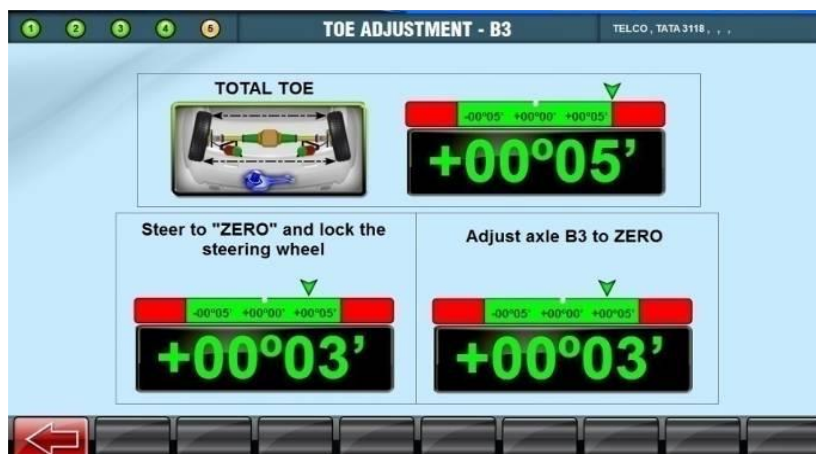 1 2 3 4 5 TOE ADJUSTMENT - B3 TELCO , TATA 3118 , , ,
TOTAL TOE
-00°05' +00°00' +00°05'
+00°05'
Steer to "ZERO" and lock the
steering wheel
-00°05' +00°00' +00°05'
+00°03'
Adjust axle B3 to ZERO
-00°05' +00°00' +00°05'
+00°03'